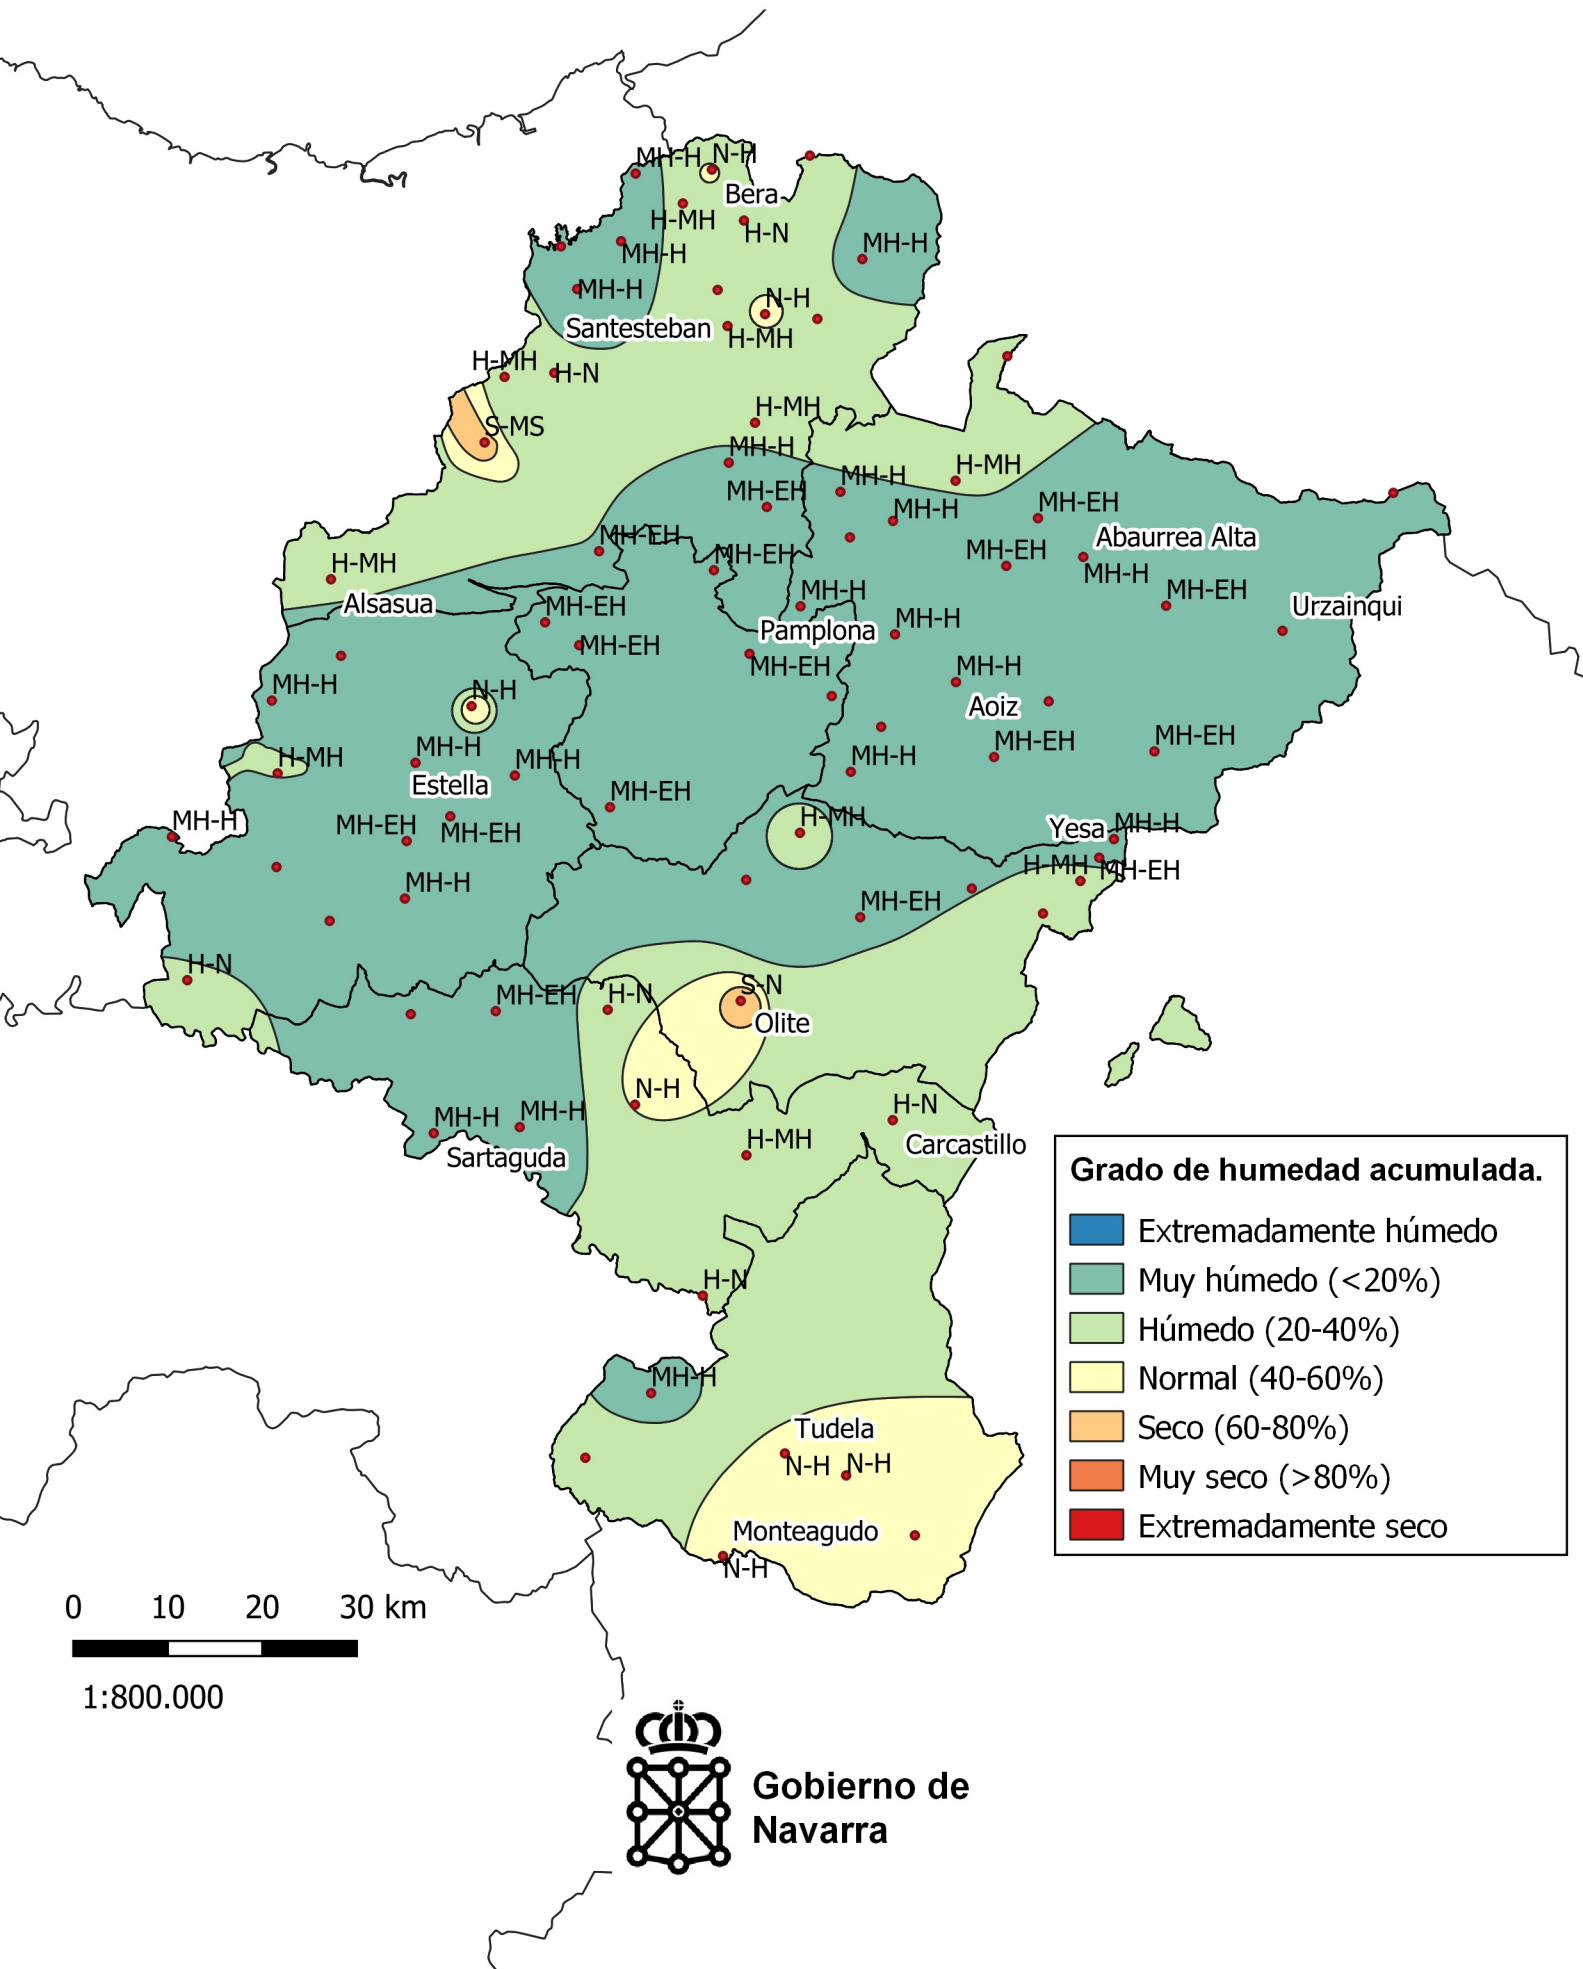 MH-H
N-H
Bera
H-MH
H-N
MH-H
MH-H
MH-H
N-H
Santesteban
H-MH
H-MH
H-N
S-MS
H-MH
MH-H
MH-H
H-MH
MH-EH
MH-H
MH-EH
MH-EH
Abaurrea Alta
MH-EH
MH-EH
H-MH
MH-H
MH-H
MH-EH
Alsasua
MH-EH
Urzainqui
MH-H
Pamplona
MH-EH
MH-EH
MH-H
MH-H
N-H
Aoiz
MH-H
MH-H
MH-EH
MH-EH
H-MH
MH-H
MH-H
Estella
MH-EH
MH-H
MH-EH
MH-EH
H-MH
Yesa
MH-H
H-MH
MH-EH
MH-H
MH-EH
H-N
MH-EH
H-N
S-N
Olite
N-H
MH-H
MH-H
H-N
Sartaguda
H-MH
Carcastillo
H-N
MH-H
Tudela
N-H
N-H
Monteagudo
N-H
Grado de humedad acumulada.
Extremadamente húmedo
Muy húmedo (<20%)
Húmedo (20-40%)
Normal (40-60%)
Seco (60-80%)
Muy seco (>80%)
Extremadamente seco
0 10 20 30 km
1:800.000
Gobierno de
Navarra